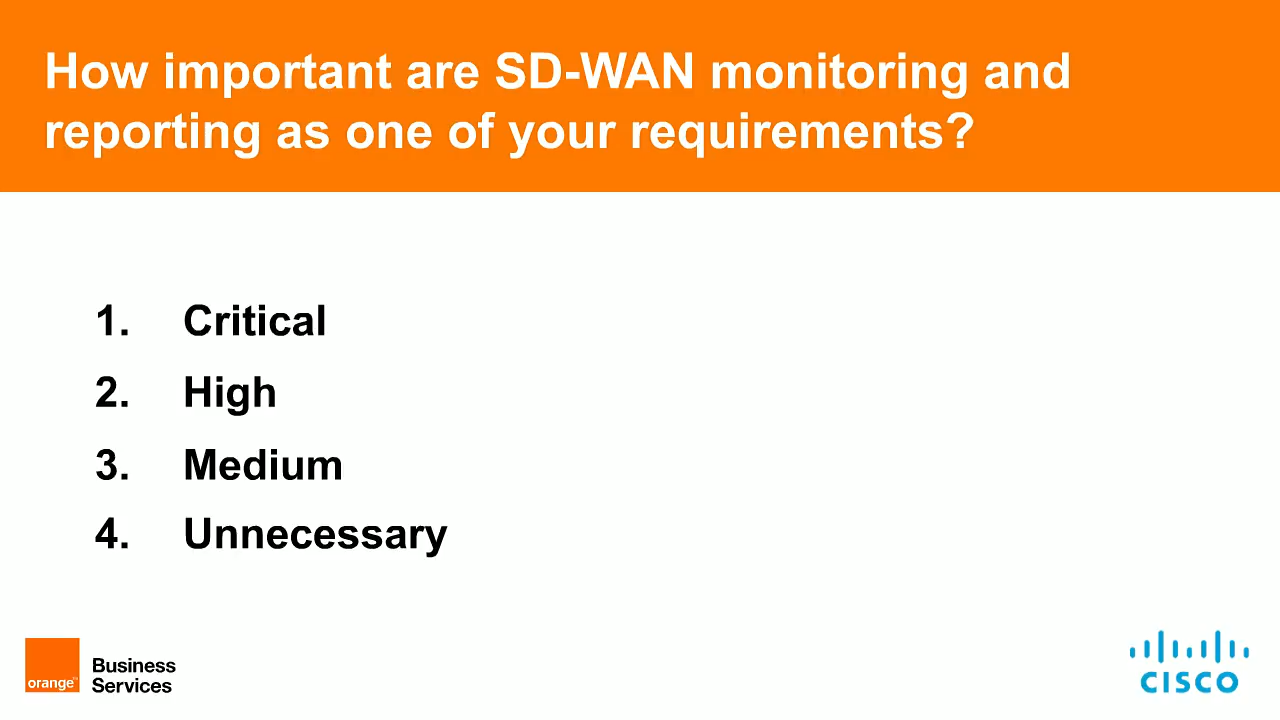 How important are SD-WAN monitoring and
reporting as one of your requirements?
1. Critical
2. High
3. Medium
4. Unnecessary
orange™
Business
Services
CISCO